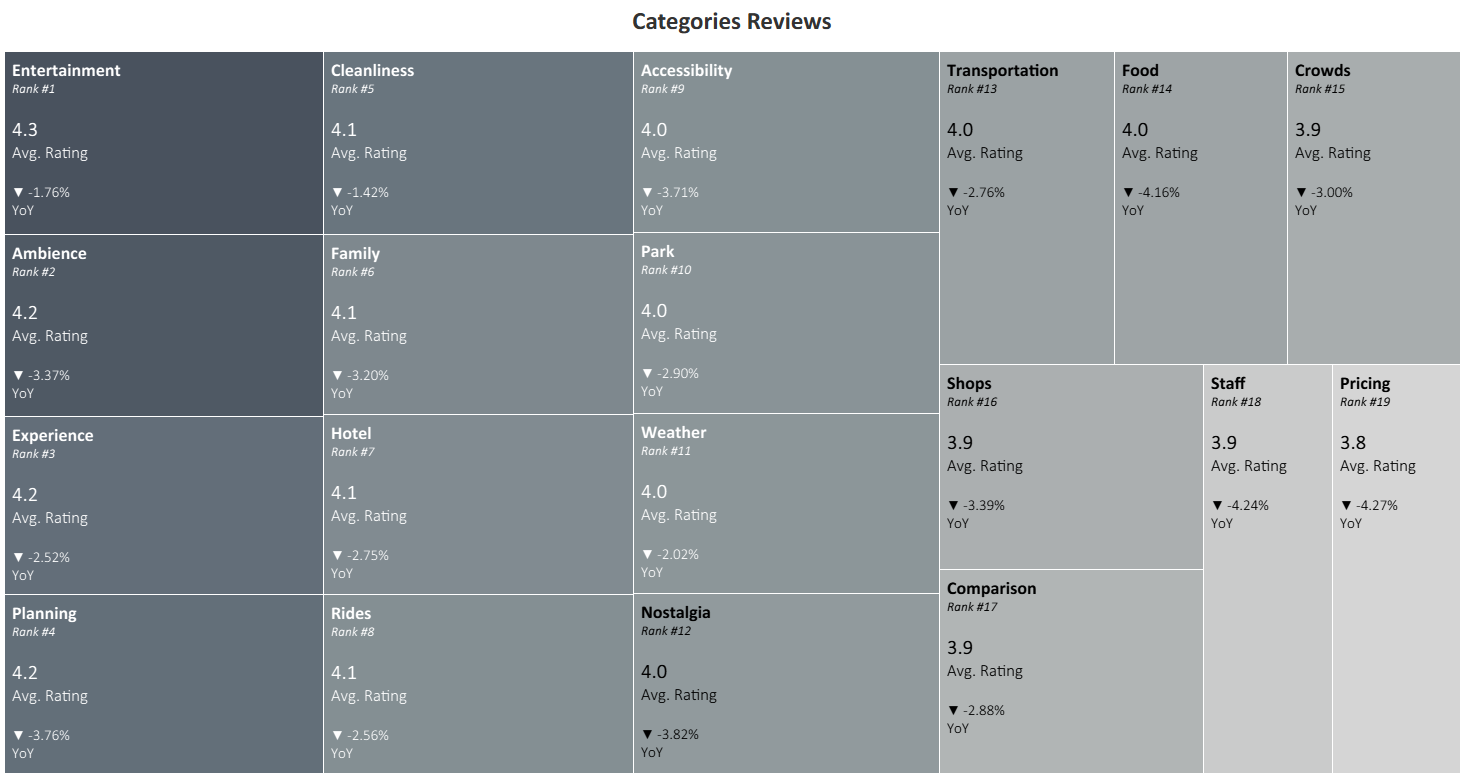 Categories Reviews
Entertainment
Rank #1
4.3
Avg. Rating
▼ -1.76%
YoY
Ambience
Rank #2
4.2
Avg. Rating
▼ -3.37%
YoY
Experience
Rank #3
4.2
Avg. Rating
▼ -2.52%
YoY
Planning
Rank #4
4.2
Avg. Rating
▼ -3.76%
YoY
Cleanliness
Rank #5
4.1
Avg. Rating
▼ -1.42%
YoY
Family
Rank #6
4.1
Avg. Rating
▼ -3.20%
YoY
Hotel
Rank #7
4.1
Avg. Rating
▼ -2.75%
YoY
Rides
Rank #8
4.1
Avg. Rating
▼ -2.56%
YoY
Accessibility
Rank #9
4.0
Avg. Rating
▼ -3.71%
YoY
Park
Rank #10
4.0
Avg. Rating
▼ -2.90%
YoY
Weather
Rank #11
4.0
Avg. Rating
▼ -2.02%
YoY
Nostalgia
Rank #12
4.0
Avg. Rating
▼ -3.82%
YoY
Transportation
Rank #13
4.0
Avg. Rating
▼ -2.76%
YoY
Food
Rank #14
4.0
Avg. Rating
▼ -4.16%
YoY
Crowds
Rank #15
3.9
Avg. Rating
▼ -3.00%
YoY
Shops
Rank #16
3.9
Avg. Rating
▼ -3.39%
YoY
Comparison
Rank #17
3.9
Avg. Rating
▼ -2.88%
YoY
Staff
Rank #18
3.9
Avg. Rating
▼ -4.24%
YoY
Pricing
Rank #19
3.8
Avg. Rating
▼ -4.27%
YoY